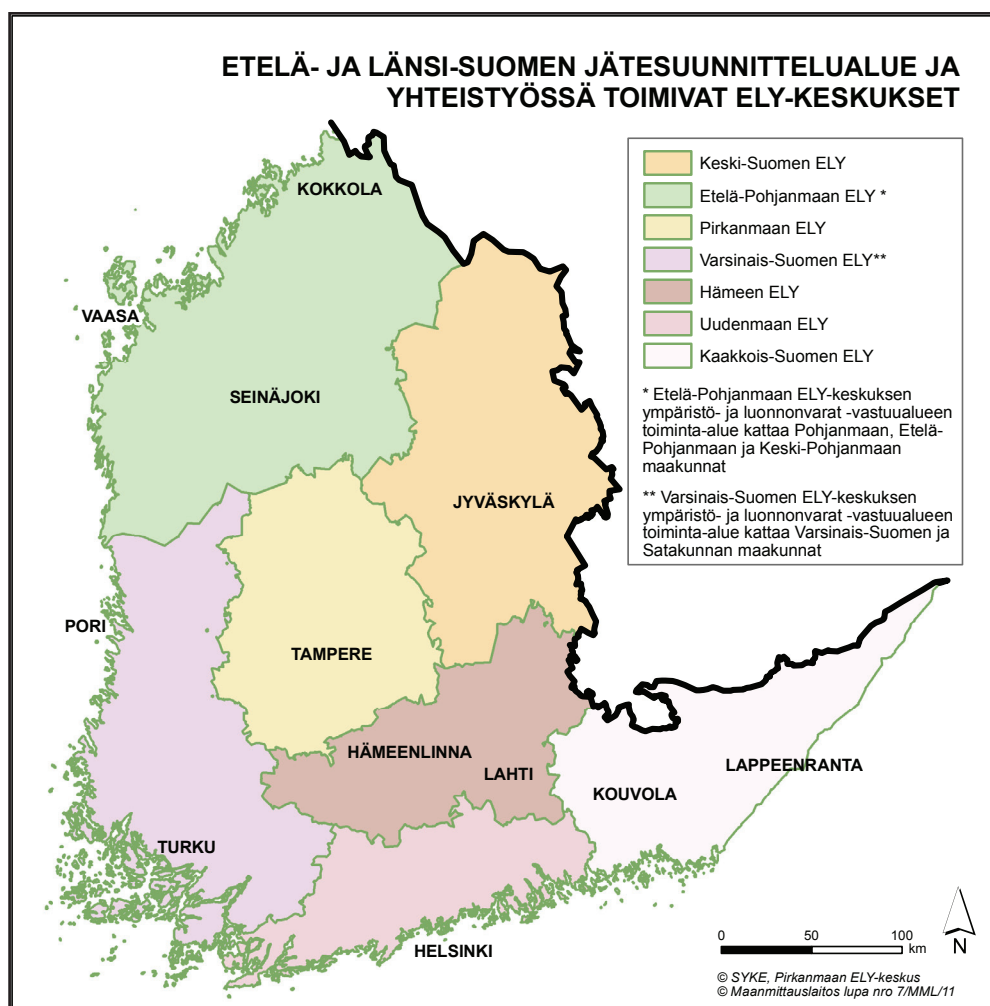 ETELÄ- JA LÄNSI-SUOMEN JÄTESUUNNITTELUALUE JA
YHTEISTYÖSSÄ TOIMIVAT ELY-KESKUKSET
Keski-Suomen ELY
Etelä-Pohjanmaan ELY *
Pirkanmaan ELY
Varsinais-Suomen ELY**
Hämeen ELY
Uudenmaan ELY
Kaakkois-Suomen ELY
* Etelä-Pohjanmaan ELY-keskuksen
ympäristö- ja luonnonvarat -vastuualueen
toiminta-alue kattaa Pohjanmaan, Etelä-
Pohjanmaan ja Keski-Pohjanmaan
maakunnat
** Varsinais-Suomen ELY-keskuksen
ympäristö- ja luonnonvarat -vastuualueen
toiminta-alue kattaa Varsinais-Suomen ja
Satakunnan maakunnat
KOKKOLA
VAASA
SEINÄJOKI
JYVÄSKYLÄ
PORI
TAMPERE
HÄMEENLINNA
LAHTI
LAPPEENRANTA
KOUVOLA
TURKU
HELSINKI
0 50 100
km
N
© SYKE, Pirkanmaan ELY-keskus
© Maanmittauslaitos lupa nro 7/MML/11